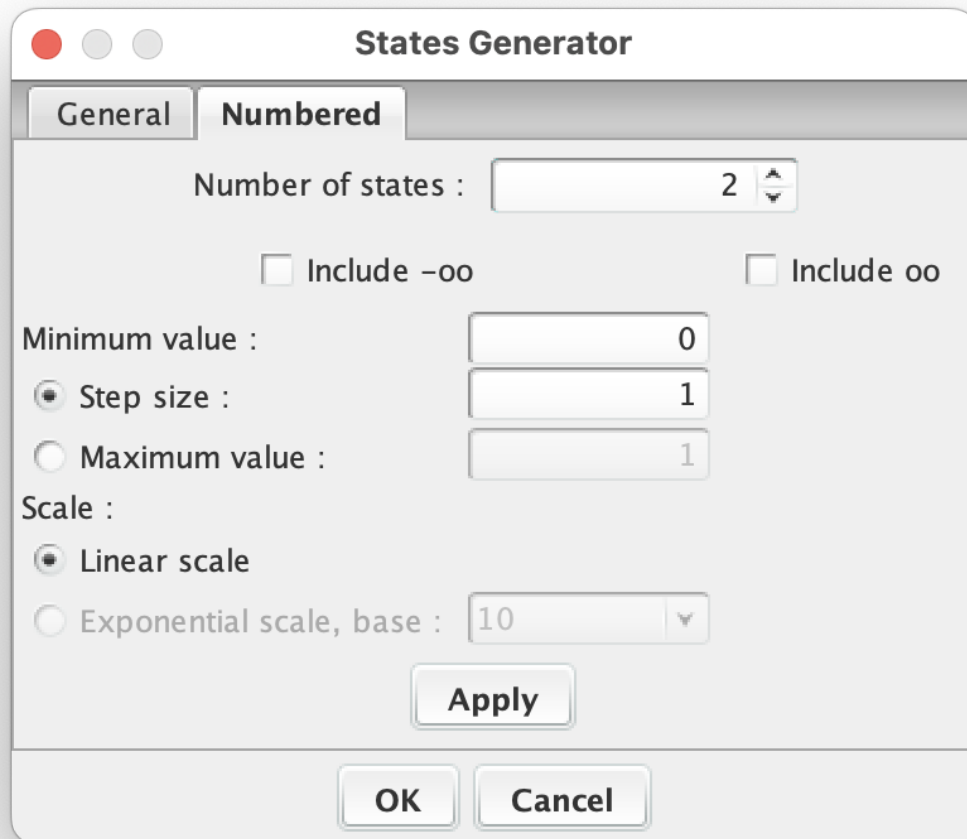 States Generator
General Numbered
Number of states : 2
Include -oo Include oo
Minimum value : 0
Step size : 1
Maximum value : 1
Scale :
Linear scale
Exponential scale, base : 10
Apply
OK Cancel